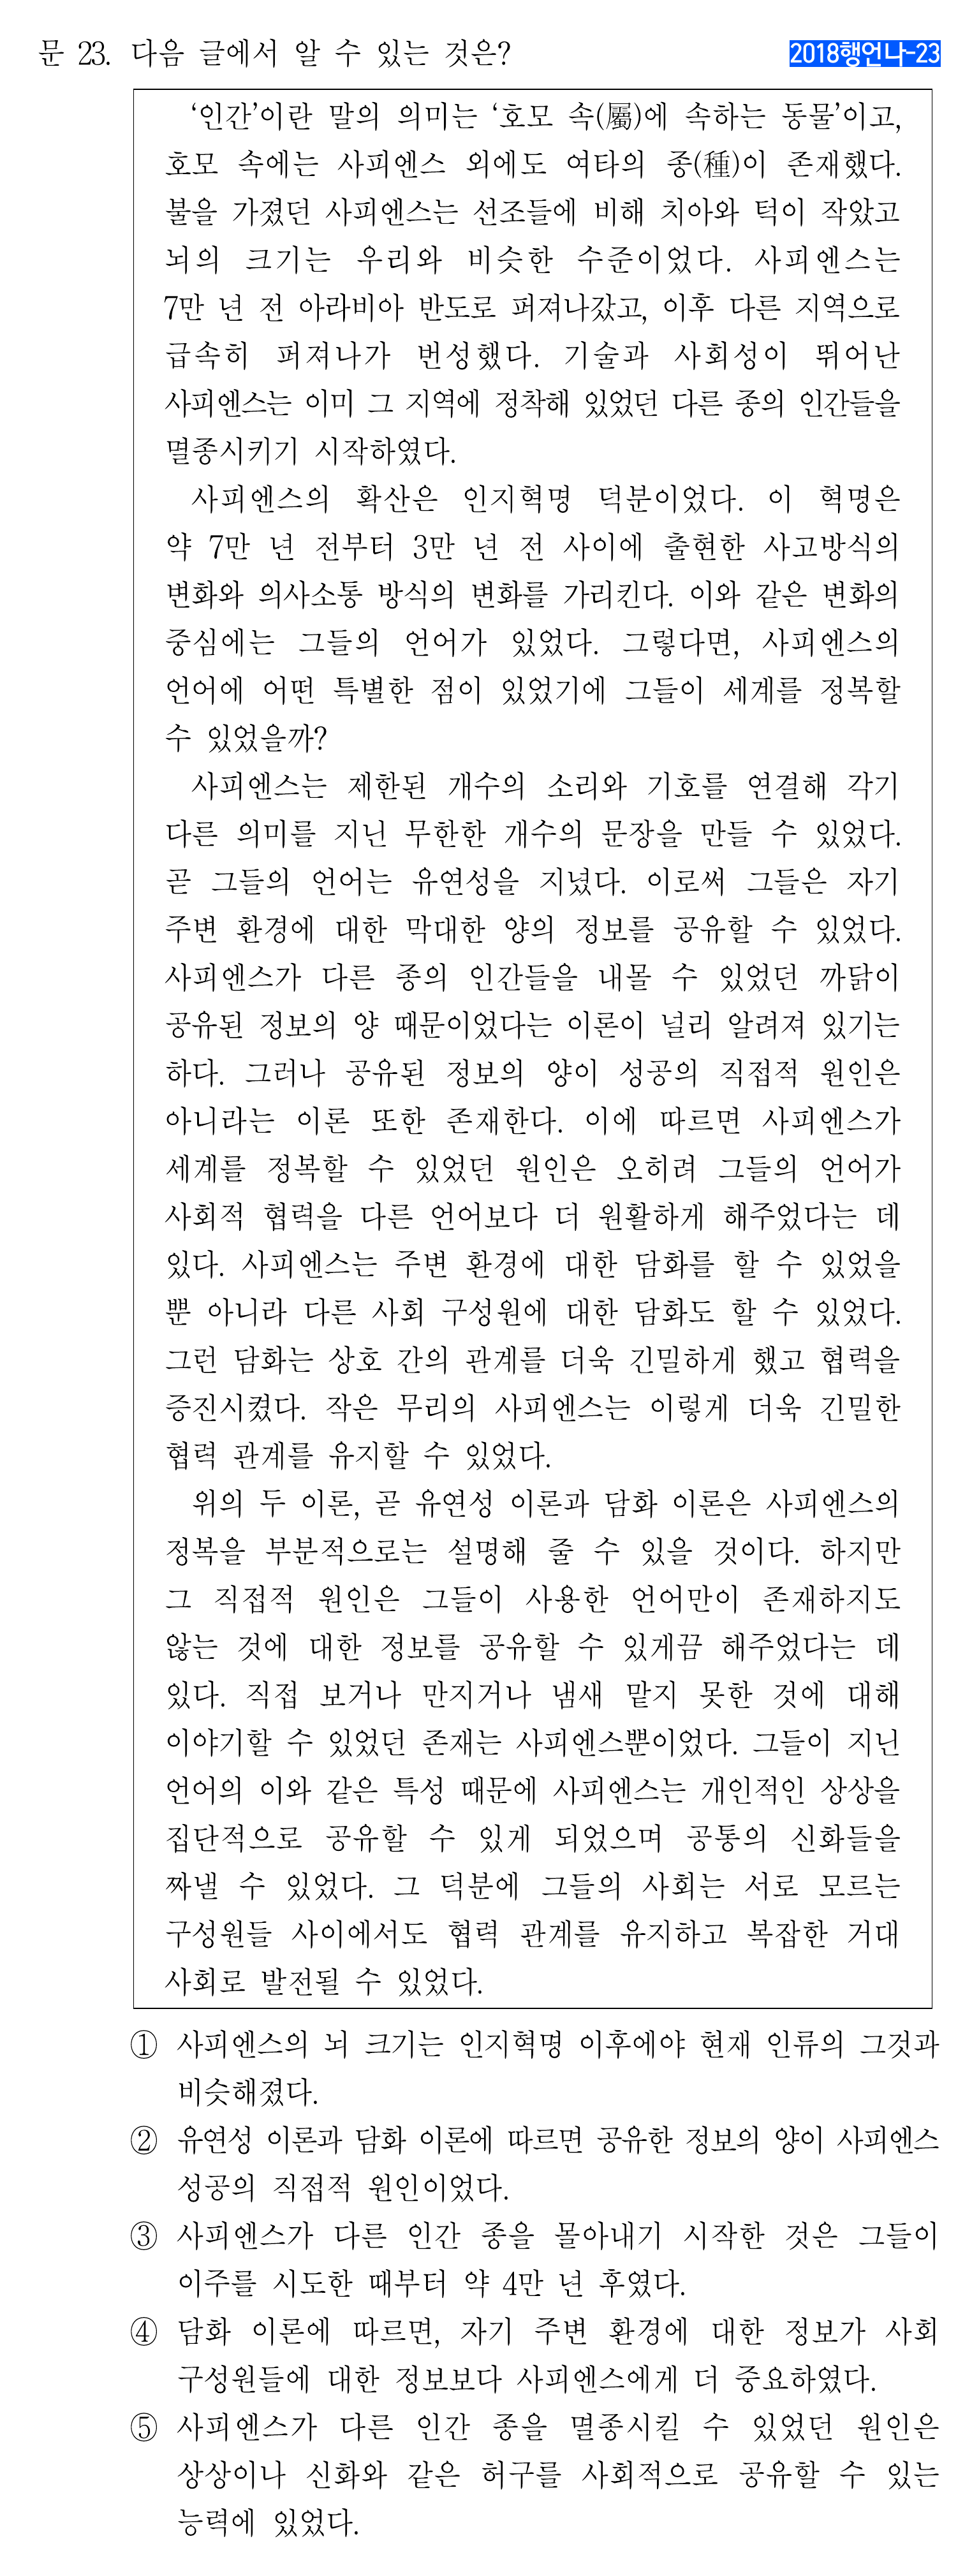 문 23. 다음 글에서 알 수 있는 것은?
2018행언나-23
‘인간’이란 말의 의미는 ‘호모 속(屬)에 속하는 동물’이고,
호모 속에는 사피엔스 외에도 여타의 종(種)이 존재했다.
불을 가졌던 사피엔스는 선조들에 비해 치아와 턱이 작았고
뇌의 크기는 우리와 비슷한 수준이었다. 사피엔스는
7만 년 전 아라비아 반도로 퍼져나갔고, 이후 다른 지역으로
급속히 퍼져나가 번성했다. 기술과 사회성이 뛰어난
사피엔스는 이미 그 지역에 정착해 있었던 다른 종의 인간들을
멸종시키기 시작하였다.
사피엔스의 확산은 인지혁명 덕분이었다. 이 혁명은
약 7만 년 전부터 3만 년 전 사이에 출현한 사고방식의
변화와 의사소통 방식의 변화를 가리킨다. 이와 같은 변화의
중심에는 그들의 언어가 있었다. 그렇다면, 사피엔스의
언어에 어떤 특별한 점이 있었기에 그들이 세계를 정복할
수 있었을까?
사피엔스는 제한된 개수의 소리와 기호를 연결해 각기
다른 의미를 지닌 무한한 개수의 문장을 만들 수 있었다.
곧 그들의 언어는 유연성을 지녔다. 이로써 그들은 자기
주변 환경에 대한 막대한 양의 정보를 공유할 수 있었다.
사피엔스가 다른 종의 인간들을 내몰 수 있었던 까닭이
공유된 정보의 양 때문이었다는 이론이 널리 알려져 있기는
하다. 그러나 공유된 정보의 양이 성공의 직접적 원인은
아니라는 이론 또한 존재한다. 이에 따르면 사피엔스가
세계를 정복할 수 있었던 원인은 오히려 그들의 언어가
사회적 협력을 다른 언어보다 더 원활하게 해주었다는 데
있다. 사피엔스는 주변 환경에 대한 담화를 할 수 있었을
뿐 아니라 다른 사회 구성원에 대한 담화도 할 수 있었다.
그런 담화는 상호 간의 관계를 더욱 긴밀하게 했고 협력을
증진시켰다. 작은 무리의 사피엔스는 이렇게 더욱 긴밀한
협력 관계를 유지할 수 있었다.
위의 두 이론, 곧 유연성 이론과 담화 이론은 사피엔스의
정복을 부분적으로는 설명해 줄 수 있을 것이다. 하지만
그 직접적 원인은 그들이 사용한 언어만이 존재하지도
않는 것에 대한 정보를 공유할 수 있게끔 해주었다는 데
있다. 직접 보거나 만지거나 냄새 맡지 못한 것에 대해
이야기할 수 있었던 존재는 사피엔스뿐이었다. 그들이 지닌
언어의 이와 같은 특성 때문에 사피엔스는 개인적인 상상을
집단적으로 공유할 수 있게 되었으며 공통의 신화들을
짜낼 수 있었다. 그 덕분에 그들의 사회는 서로 모르는
구성원들 사이에서도 협력 관계를 유지하고 복잡한 거대
사회로 발전될 수 있었다.
① 사피엔스의 뇌 크기는 인지혁명 이후에야 현재 인류의 그것과
비슷해졌다.
② 유연성 이론과 담화 이론에 따르면 공유한 정보의 양이 사피엔스
성공의 직접적 원인이었다.
③ 사피엔스가 다른 인간 종을 몰아내기 시작한 것은 그들이
이주를 시도한 때부터 약 4만 년 후였다.
④ 담화 이론에 따르면, 자기 주변 환경에 대한 정보가 사회
구성원들에 대한 정보보다 사피엔스에게 더 중요하였다.
⑤ 사피엔스가 다른 인간 종을 멸종시킬 수 있었던 원인은
상상이나 신화와 같은 허구를 사회적으로 공유할 수 있는
능력에 있었다.